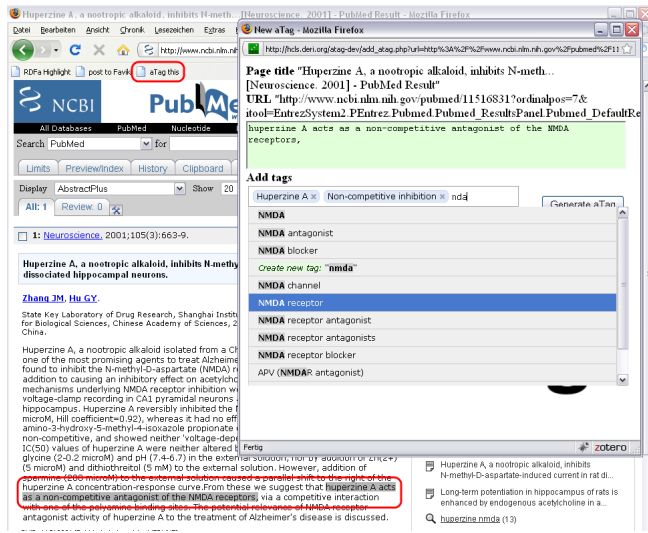 Huperzine A, a nootropic alkaloid, inhibits N-meth... [Neuroscience. 2001] - PubMed Result - Mozilla Firefox
Datei Bearbeiten Ansicht Chronik Lesezeichen Extras
http://www.ncbi.nlm.nih
RDFa Highlight post to Faviki aTag this
NCBI
PubMe
All Databases PubMed Nucleotide
Search PubMed for
Limits Preview/Index History Clipboard
Display AbstractPlus Show 20
All: 1 Review: 0
1: Neuroscience. 2001;105(3):663-9.
Huperzine A, a nootropic alkaloid, inhibits N-methy
dissociated hippocampal neurons.
Zhang JM, Hu GY.
State Key Laboratory of Drug Research, Shanghai Institu
for Biological Sciences, Chinese Academy of Sciences, 2
China.
Huperzine A, a nootropic alkaloid isolated from a Ch
one of the most promising agents to treat Alzheime
found to inhibit the N-methyl-D-aspartate (NMDA) r
addition to causing an inhibitory effect on acetylcho
mechanisms underlying NMDA receptor inhibition w
voltage-clamp recording in CA1 pyramidal neurons a
hippocampus. Huperzine A reversibly inhibited the N
microM, Hill coefficient=0.92), whereas it had no eff
amino-3-hydroxy-5-methyl-4-isoxazole propionate
non-competitive, and showed neither 'voltage-depe
IC(50) values of huperzine A were neither altered b
glycine (2-0.2 microM) and pH (7.4-6.7) in the external solution, nor by addition of Zn(2+)
(5 microM) and dithiothreitol (5 mM) to the external solution. However, addition of
spermine (200 microM) to the external solution caused a parallel shift to the right of the
huperzine A concentration-response curve.From these we suggest that huperzine A acts
as a non-competitive antagonist of the NMDA receptors, via a competitive interaction
with one of the polyamine binding sites. The potential relevance of NMDA receptor
antagonist activity of huperzine A to the treatment of Alzheimer's disease is discussed.
New aTag - Mozilla Firefox
http://hcls.deri.org/atag-dev/add_atag.php?url=http%3A%2F%2Fwww.ncbi.nlm.nih.gov%2Fpubmed%2F11
Page title "Huperzine A, a nootropic alkaloid, inhibits N-meth...
[Neuroscience. 2001] - PubMed Result"
URL "http://www.ncbi.nlm.nih.gov/pubmed/11516831?ordinalpos=7&
itool=EntrezSystem2.PEntrez.Pubmed.Pubmed_ResultsPanel.Pubmed_DefaultRe
huperzine A acts as a non-competitive antagonist of the NMDA
receptors,
Add tags
Huperzine A × Non-competitive inhibition × nda
Generate aTag
NMDA
NMDA antagonist
NMDA blocker
Create new tag: "nmda"
NMDA channel
NMDA receptor
NMDA receptor antagonist
NMDA receptor antagonists
NMDA receptor blocker
APV (NMDAR antagonist)
Fertig zotero
Huperzine A, a nootropic alkaloid, inhibits
N-methyl-D-aspartate-induced current in rat di...
Long-term potentiation in hippocampus of rats is
enhanced by endogenous acetylcholine in a...
huperzine nmda (13)